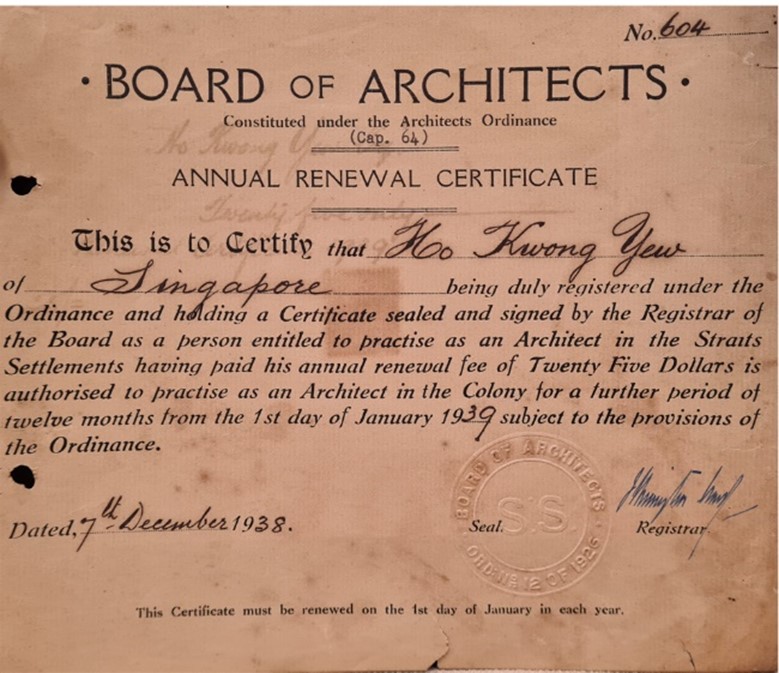 No. 604
· BOARD OF ARCHITECTS ·
Constituted under the Architects Ordinance
(Cap. 64)
ANNUAL RENEWAL CERTIFICATE
This is to Certify that Ho Kwong Yew
of Singapore being duly registered under the
Ordinance and holding a Certificate sealed and signed by the Registrar of
the Board as a person entitled to practise as an Architect in the Straits
Settlements having paid his annual renewal fee of Twenty Five Dollars is
authorised to practise as an Architect in the Colony for a further period of
twelve months from the 1st day of January 1939 subject to the provisions of
the Ordinance.
Dated, 7th December 1938.
Seal.
BOARD OF ARCHITECTS
S.S.
ORD. No 12 OF 1926
Registrar.
This Certificate must be renewed on the 1st day of January in each year.